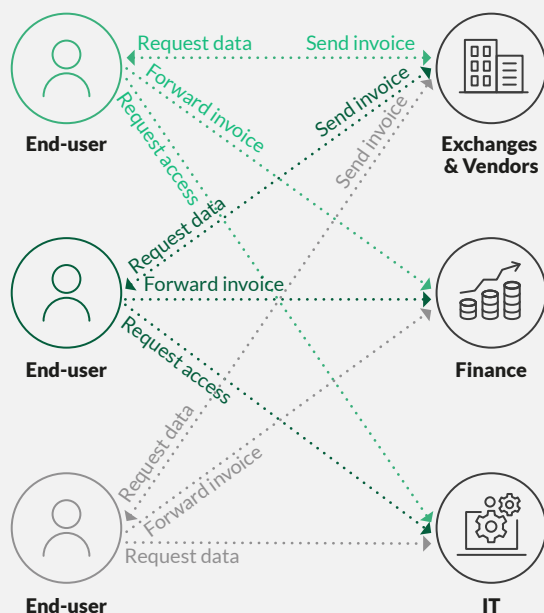 Request data
Send invoice
Forward invoice
Request access
Send invoice
Send invoice
End-user
Exchanges
& Vendors
Request data
Forward invoice
Request access
End-user
Finance
Request data
Forward invoice
Request data
End-user
IT